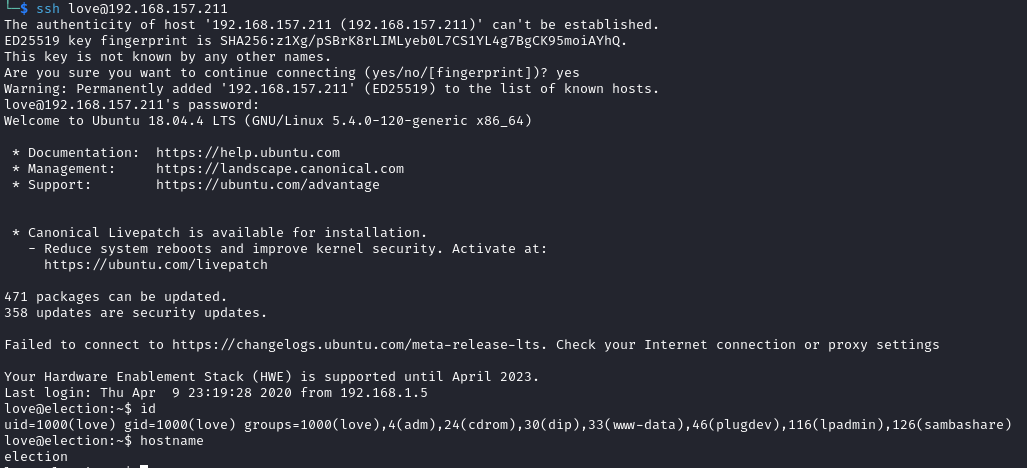 └─$ ssh love@192.168.157.211
The authenticity of host '192.168.157.211 (192.168.157.211)' can't be established.
ED25519 key fingerprint is SHA256:z1Xg/pSBrK8rLIMLyeb0L7CS1YL4g7BgCK95moiAYhQ.
This key is not known by any other names.
Are you sure you want to continue connecting (yes/no/[fingerprint])? yes
Warning: Permanently added '192.168.157.211' (ED25519) to the list of known hosts.
love@192.168.157.211's password:
Welcome to Ubuntu 18.04.4 LTS (GNU/Linux 5.4.0-120-generic x86_64)
* Documentation:  https://help.ubuntu.com
* Management:     https://landscape.canonical.com
* Support:        https://ubuntu.com/advantage
* Canonical Livepatch is available for installation.
- Reduce system reboots and improve kernel security. Activate at:
https://ubuntu.com/livepatch
471 packages can be updated.
358 updates are security updates.
Failed to connect to https://changelogs.ubuntu.com/meta-release-lts. Check your Internet connection or proxy settings
Your Hardware Enablement Stack (HWE) is supported until April 2023.
Last login: Thu Apr  9 23:19:28 2020 from 192.168.1.5
love@election:~$ id
uid=1000(love) gid=1000(love) groups=1000(love),4(adm),24(cdrom),30(dip),33(www-data),46(plugdev),116(lpadmin),126(sambashare)
love@election:~$ hostname
election